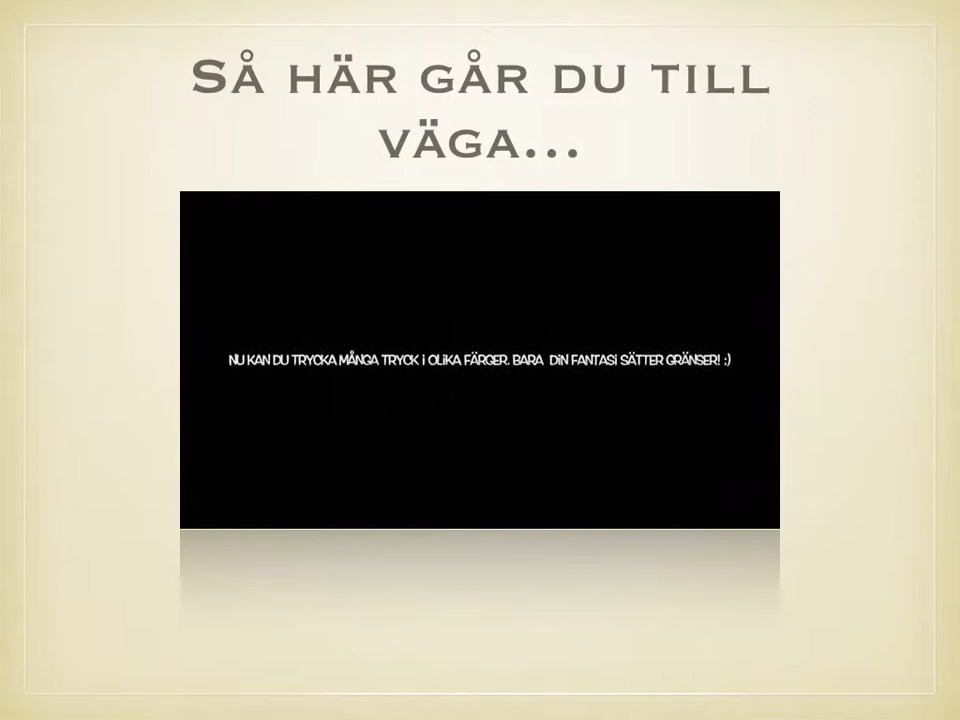 Så här går du till
väga...
NU KAN DU TRYCKA MÅNGA TRYCK i OLiKA FÄRGER. BARA DiN FANTASi SÄTTER GRÄNSER! ;)